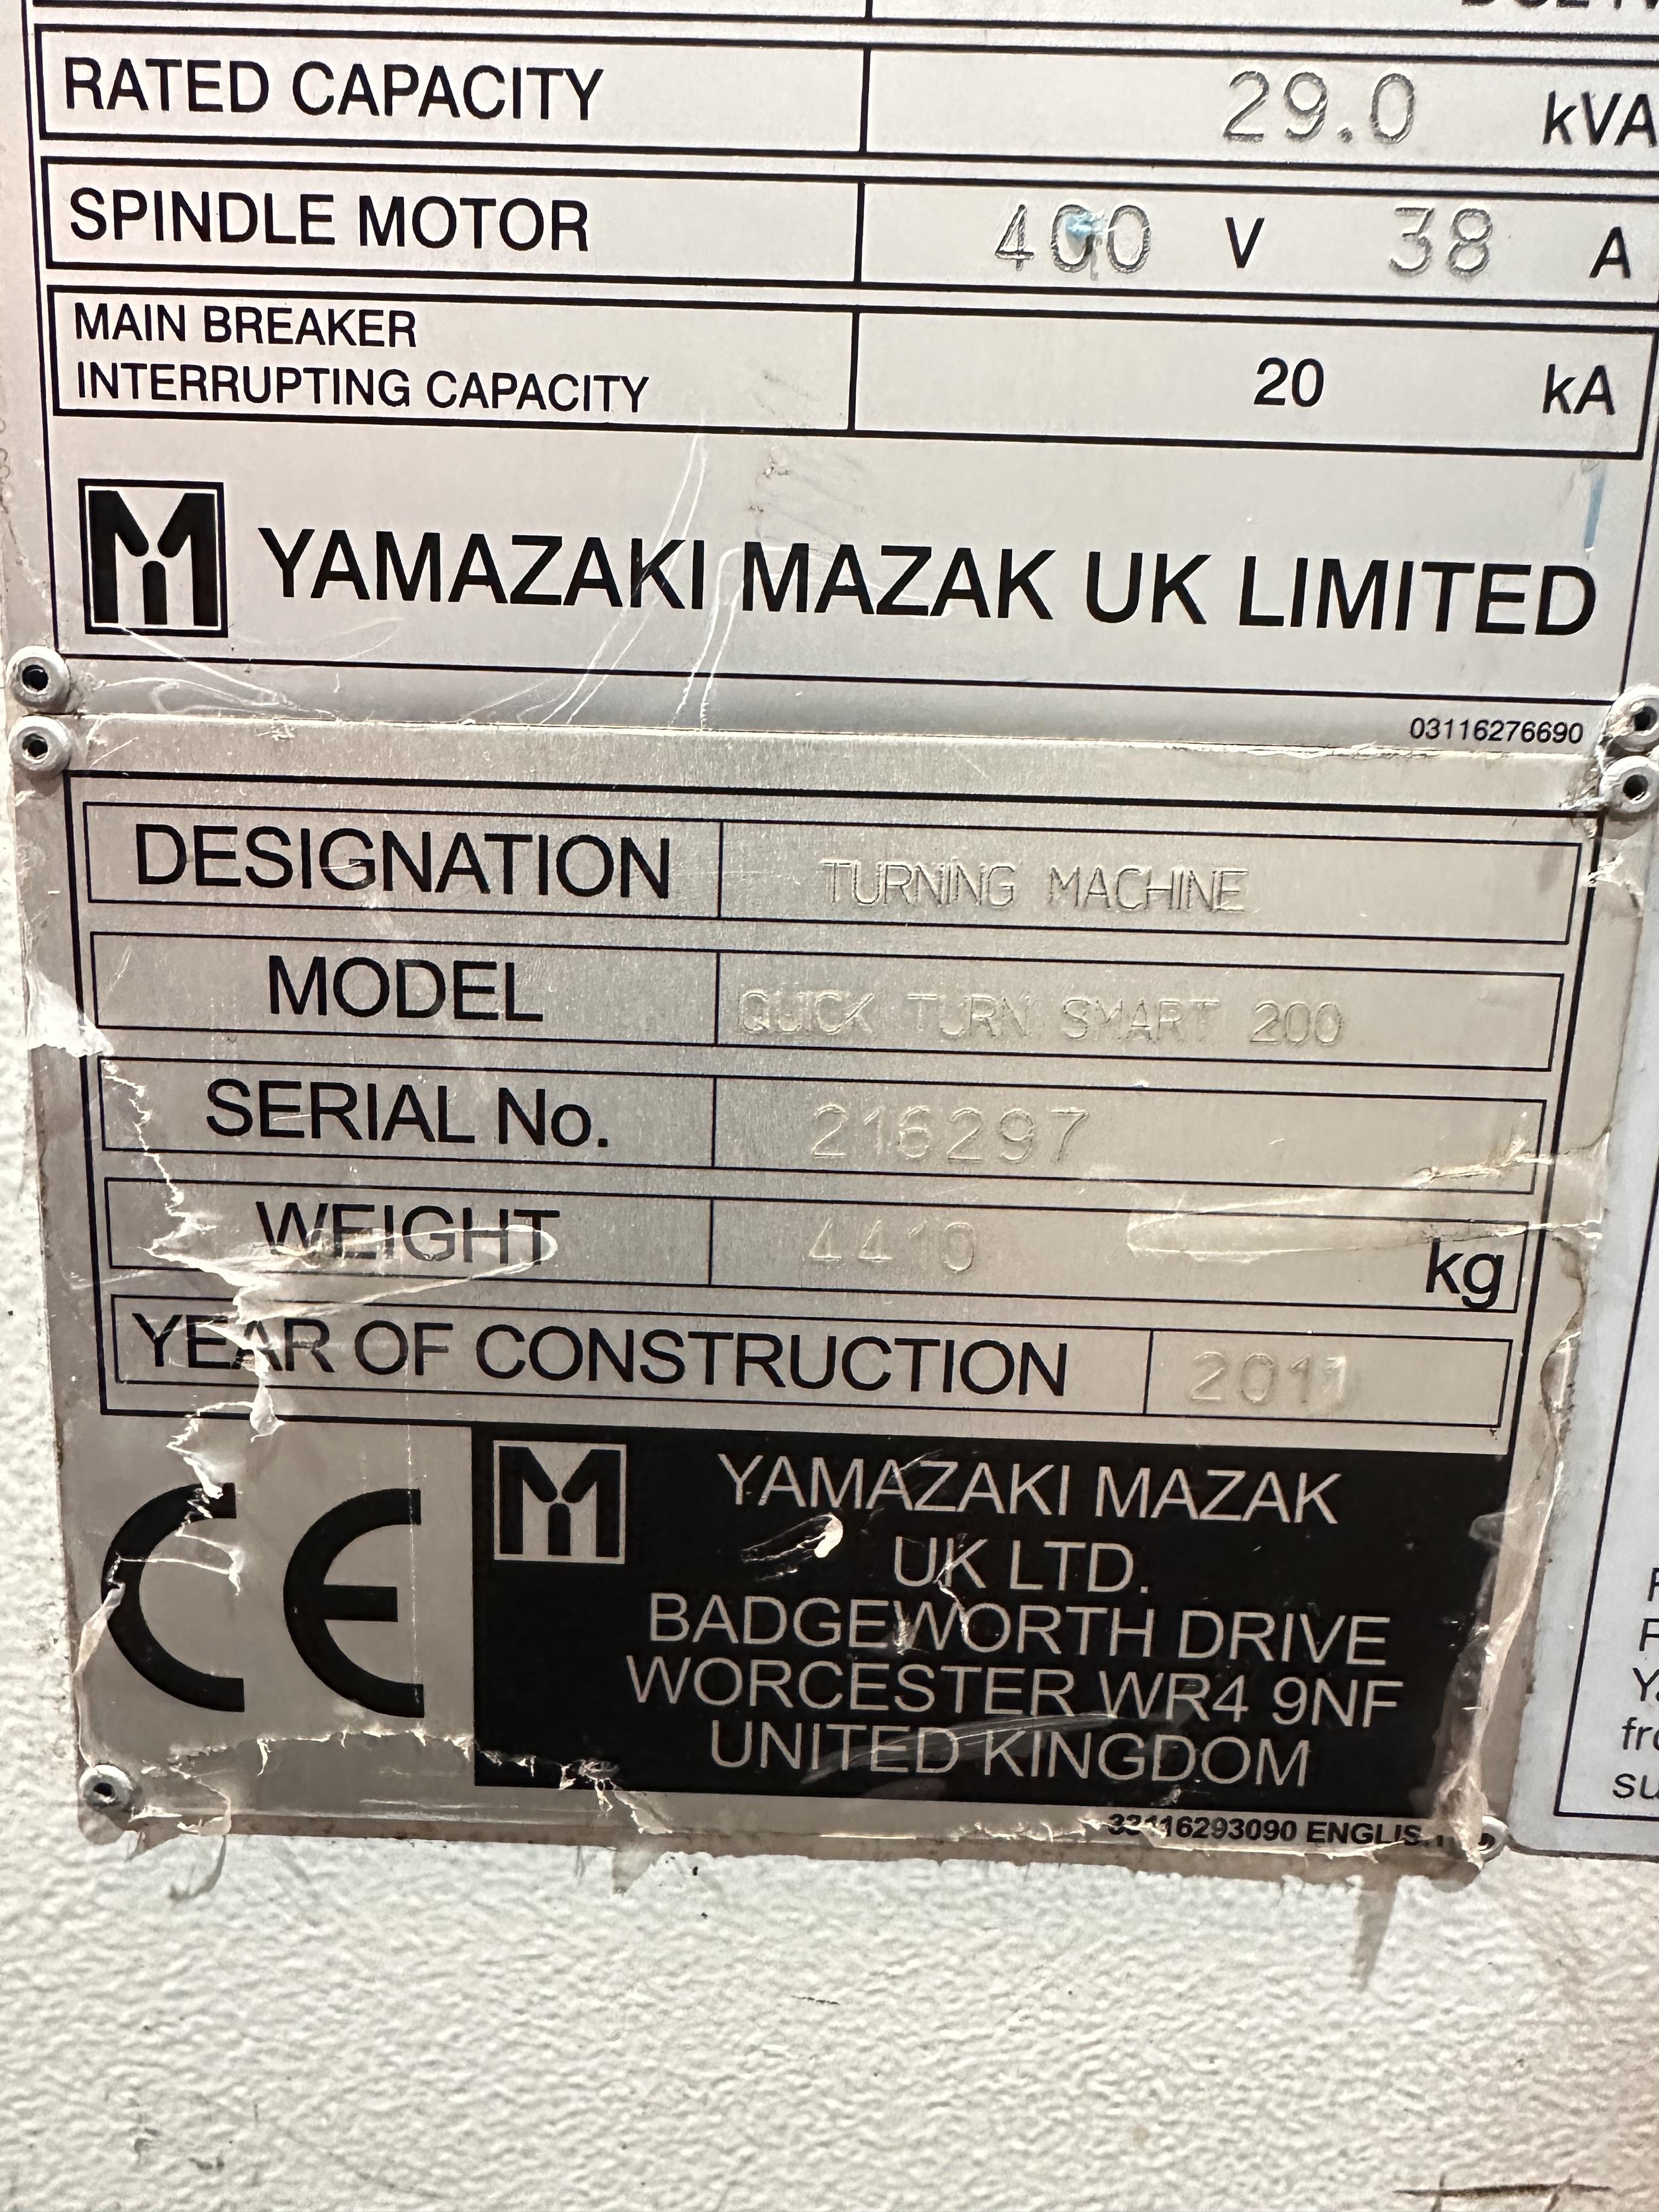 RATED CAPACITY 29.0 kVA
SPINDLE MOTOR 400 V 38 A
MAIN BREAKER
INTERRUPTING CAPACITY 20 kA
YAMAZAKI MAZAK UK LIMITED
03116276690
DESIGNATION TURNING MACHINE
MODEL QUICK TURN SMART 200
SERIAL No. 216297
WEIGHT 4410 kg
YEAR OF CONSTRUCTION 2011
CE
YAMAZAKI MAZAK
UK LTD.
BADGEWORTH DRIVE
WORCESTER WR4 9NF
UNITED KINGDOM